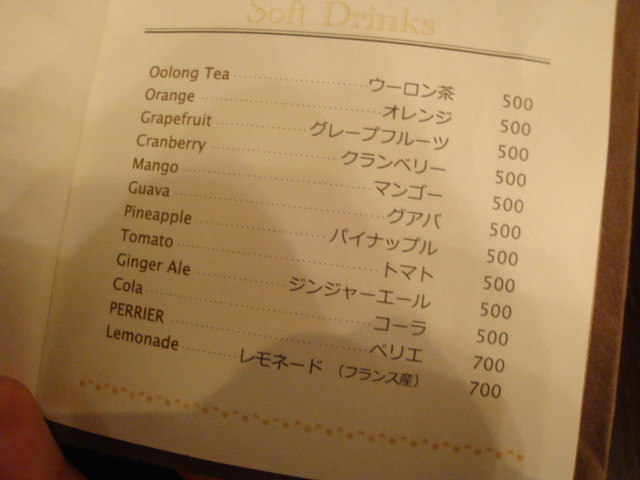 Soft Drinks
Oolong Tea ウーロン茶 500
Orange オレンジ 500
Grapefruit グレープフルーツ 500
Cranberry クランベリー 500
Mango マンゴー 500
Guava グアバ 500
Pineapple パイナップル 500
Tomato トマト 500
Ginger Ale ジンジャーエール 500
Cola コーラ 500
PERRIER ペリエ 700
Lemonade レモネード (フランス産) 700